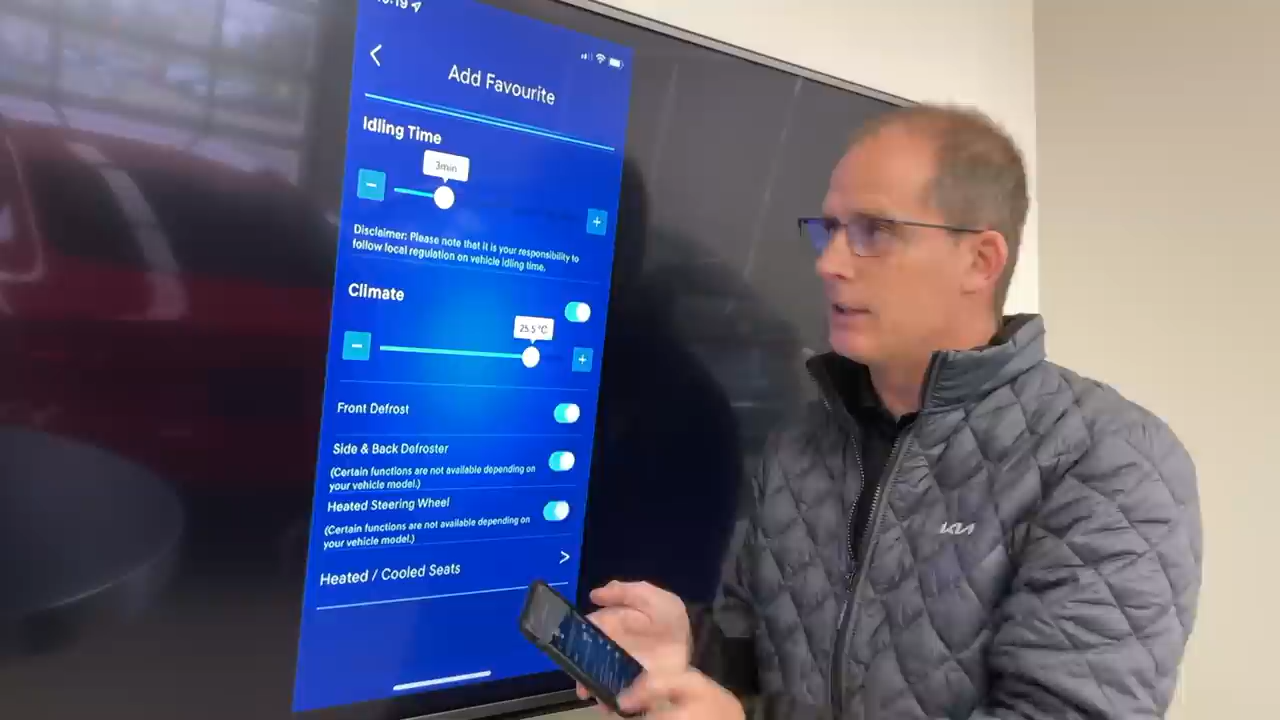 Add Favourite
Idling Time
3min
Disclaimer: Please note that it is your responsibility to
follow local regulation on vehicle idling time.
Climate
25.5 °C
Front Defrost
Side & Back Defroster
(Certain functions are not available depending on
your vehicle model.)
Heated Steering Wheel
(Certain functions are not available depending on
your vehicle model.)
Heated / Cooled Seats
KIA